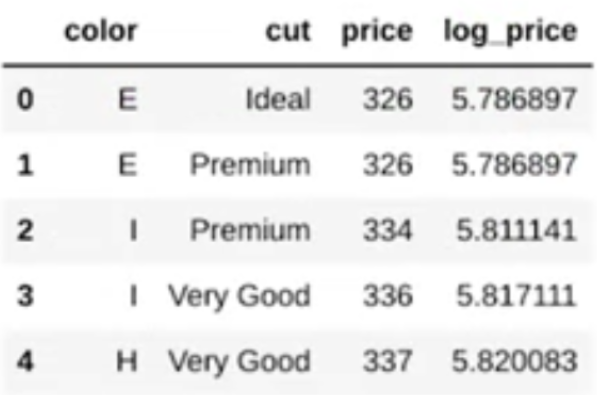 color cut price log_price
0 E Ideal 326 5.786897
1 E Premium 326 5.786897
2 I Premium 334 5.811141
3 I Very Good 336 5.817111
4 H Very Good 337 5.820083